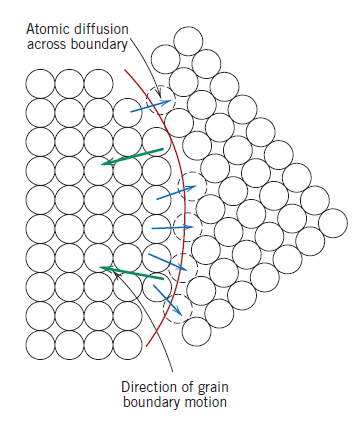 Atomic diffusion
across boundary
Direction of grain
boundary motion